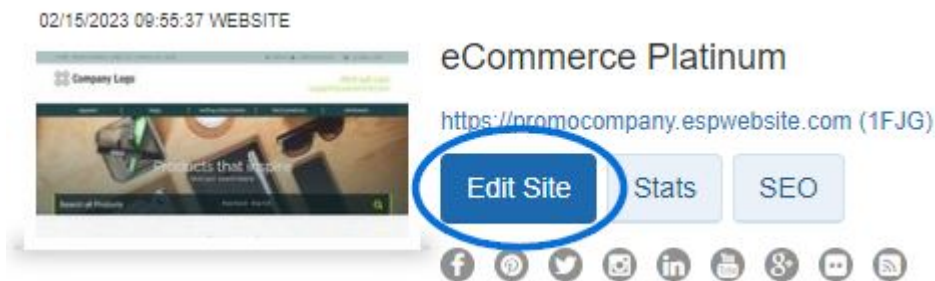 02/15/2023 09:55:37 WEBSITE
Company Logo
eCommerce Platinum
https://promocompany.espwebsite.com (1FJG)
Products that inspire
Search all Products
Edit Site
Stats
SEO